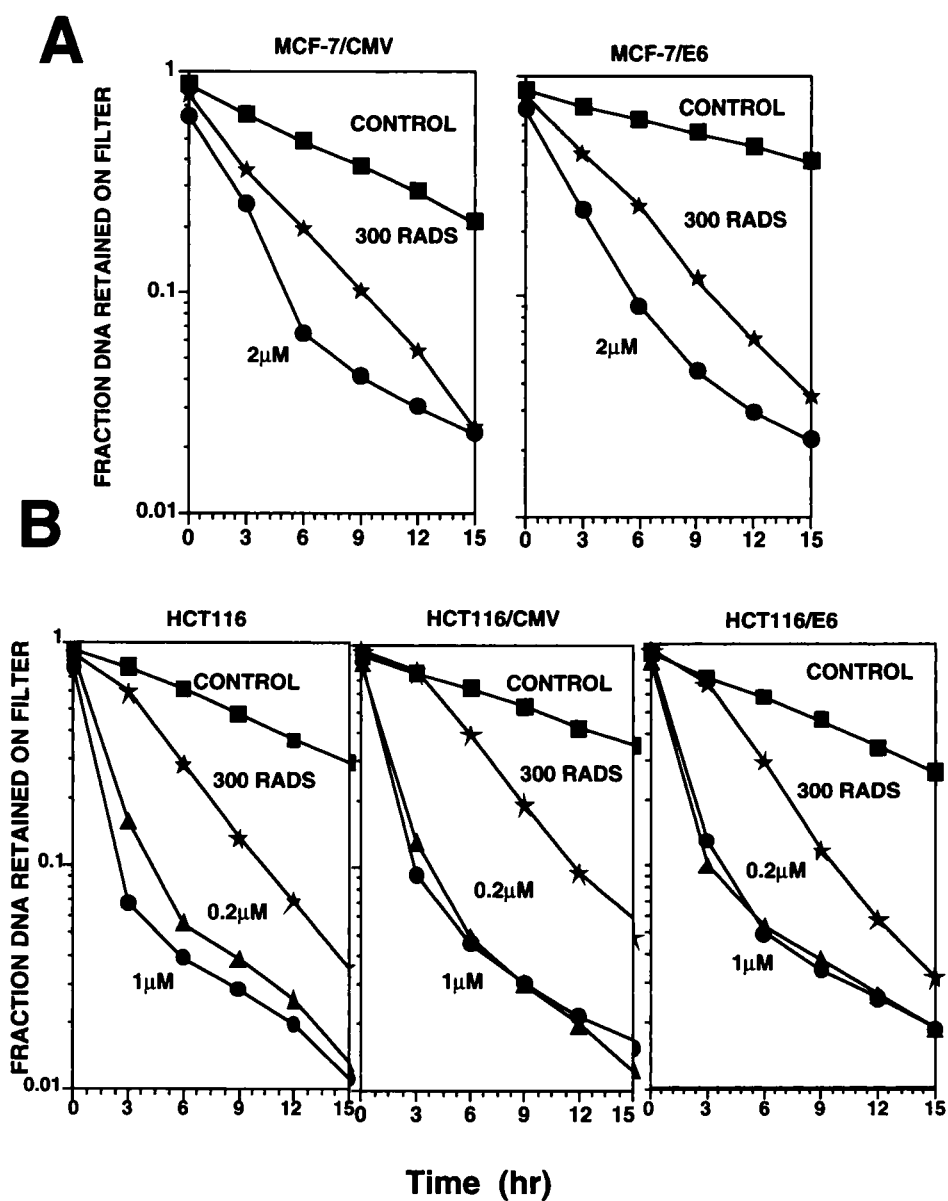 A
MCF-7/CMV
MCF-7/E6
FRACTION DNA RETAINED ON FILTER
1
0.1
0.01
CONTROL
300 RADS
2μM
0 3 6 9 12 15
CONTROL
300 RADS
2μM
0 3 6 9 12 15
B
HCT116
HCT116/CMV
HCT116/E6
FRACTION DNA RETAINED ON FILTER
1
0.1
0.01
CONTROL
300 RADS
0.2μM
1μM
0 3 6 9 12 15
CONTROL
300 RADS
0.2μM
1μM
0 3 6 9 12 15
CONTROL
300 RADS
0.2μM
1μM
0 3 6 9 12 15
Time (hr)